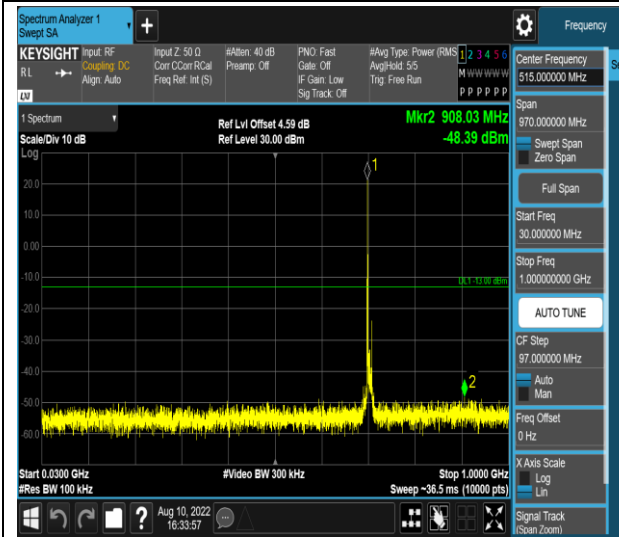 Spectrum Analyzer 1
Swept SA
+
Frequency
KEYSIGHT
RL
LXI
Input: RF
Coupling: DC
Align: Auto
Input Z: 50 Ω
Corr CCorr RCal
Freq Ref: Int (S)
#Atten: 40 dB
Preamp: Off
PNO: Fast
Gate: Off
IF Gain: Low
Sig Track: Off
#Avg Type: Power (RMS
Avg|Hold: 5/5
Trig: Free Run
1 2 3 4 5 6
M W W W W W
P P P P P P
1 Spectrum
Scale/Div 10 dB
Ref Lvl Offset 4.59 dB
Ref Level 30.00 dBm
Mkr2 908.03 MHz
-48.39 dBm
Log
1
20.0
10.0
0.00
-10.0
DL1 -13.00 dBm
-20.0
-30.0
-40.0
2
-50.0
-60.0
Start 0.0300 GHz
#Video BW 300 kHz
Stop 1.0000 GHz
#Res BW 100 kHz
Sweep ~36.5 ms (10000 pts)
?
Aug 10, 2022
16:33:57
Center Frequency
515.000000 MHz
Span
970.000000 MHz
Swept Span
Zero Span
Full Span
Start Freq
30.000000 MHz
Stop Freq
1.000000000 GHz
AUTO TUNE
CF Step
97.000000 MHz
Auto
Man
Freq Offset
0 Hz
X Axis Scale
Log
Lin
Signal Track
(Span Zoom)